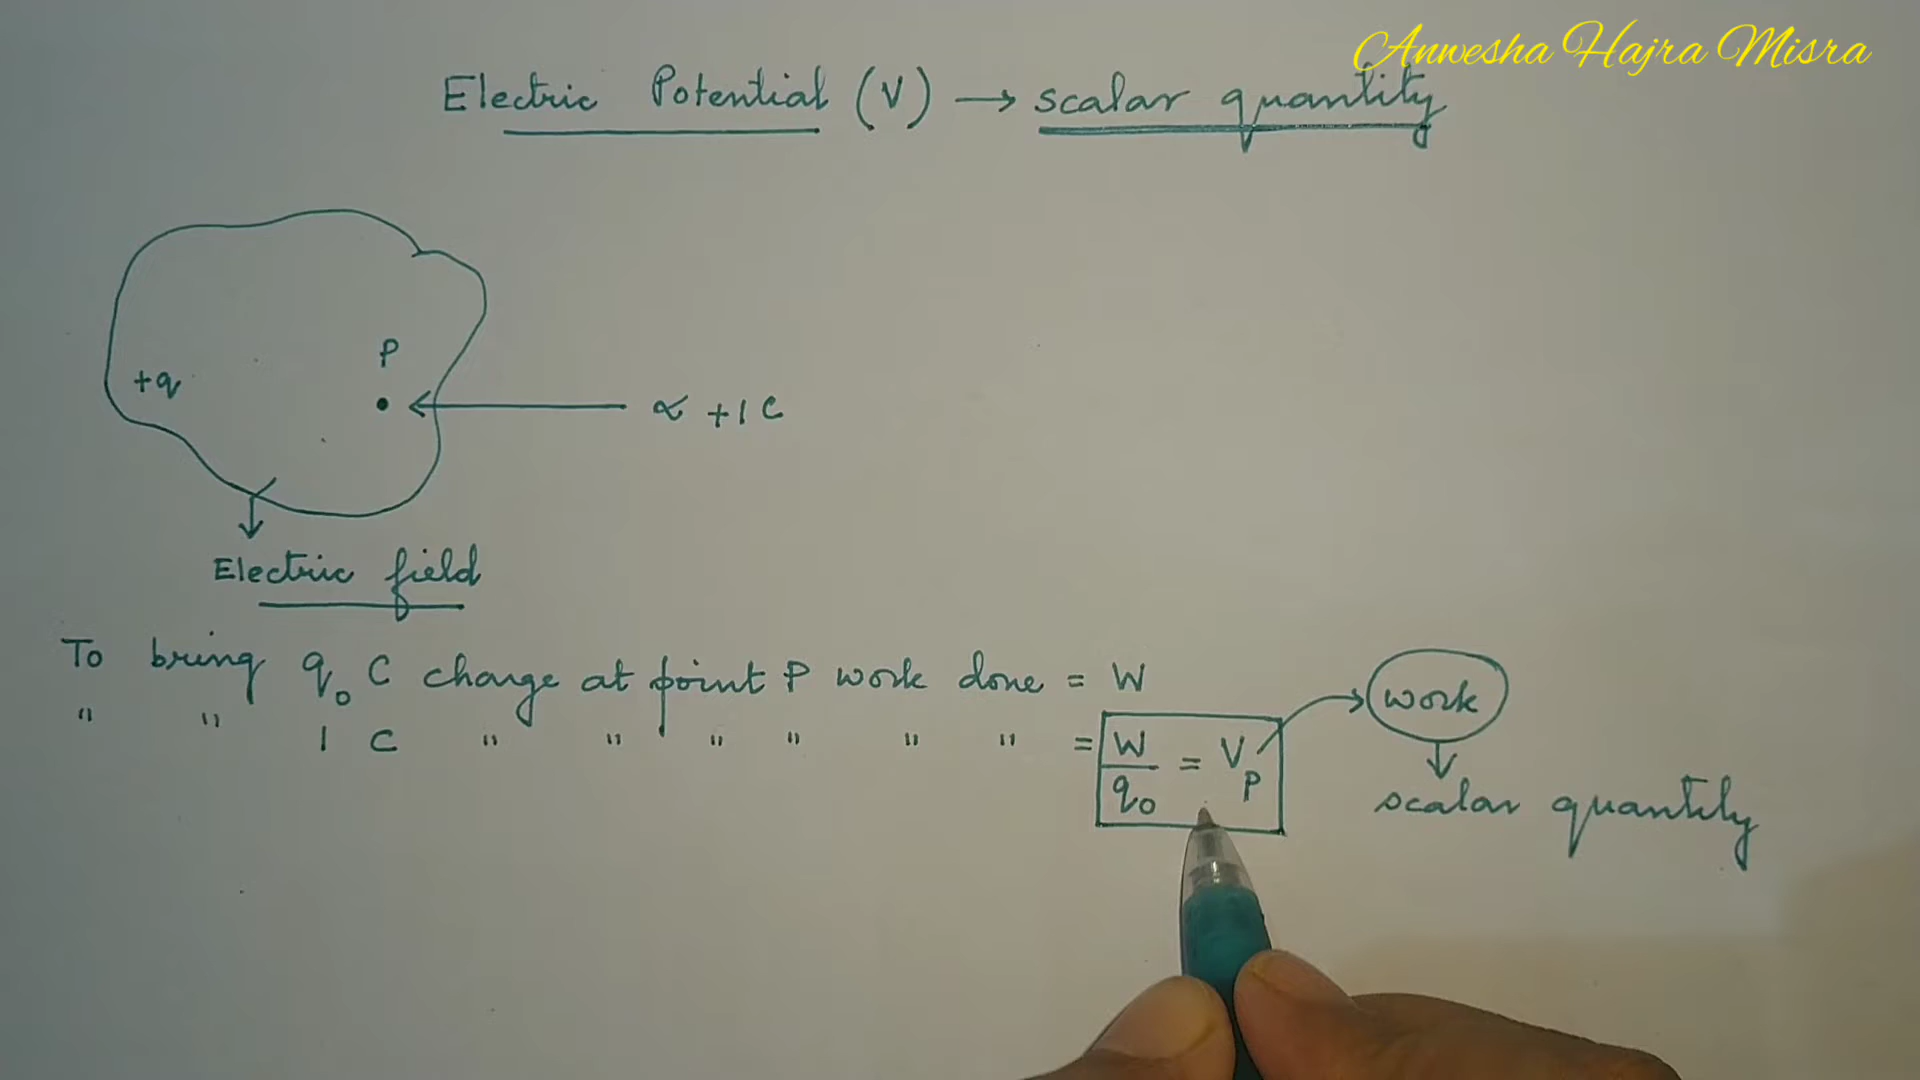 Anwesha Hajra Misra
Electric Potential (V) → scalar quantity
P
+q
∝ +1 C
Electric field
To bring q₀ C charge at point P work done = W
" " 1 C " " " " " " = W/q₀ = Vₚ
work
scalar quantity